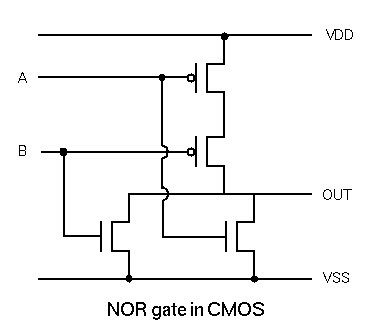 VDD
A
B
OUT
VSS
NOR gate in CMOS